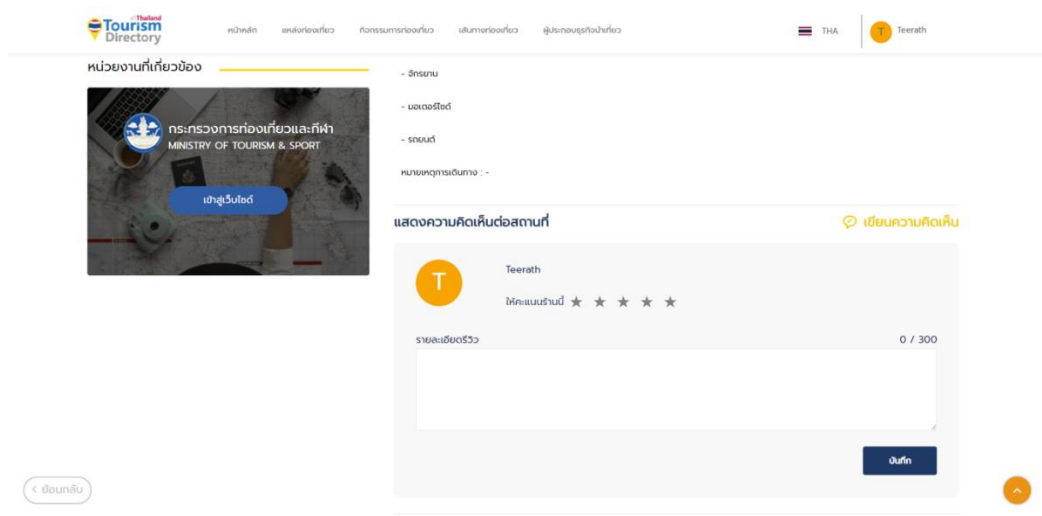 Thailand
Tourism
Directory
หน้าหลัก
แหล่งท่องเที่ยว
กิจกรรมการท่องเที่ยว
เส้นทางท่องเที่ยว
ผู้ประกอบธุรกิจนำเที่ยว
THA
T
Teerath
หน่วยงานที่เกี่ยวข้อง
กระทรวงการท่องเที่ยวและกีฬา
MINISTRY OF TOURISM & SPORT
เข้าสู่เว็บไซต์
- จักรยาน
- มอเตอร์ไซด์
- รถยนต์
หมายเหตุการเดินทาง : -
แสดงความคิดเห็นต่อสถานที่
เขียนความคิดเห็น
T
Teerath
ให้คะแนนร้านนี้
รายละเอียดรีวิว
0 / 300
บันทึก
< ย้อนกลับ